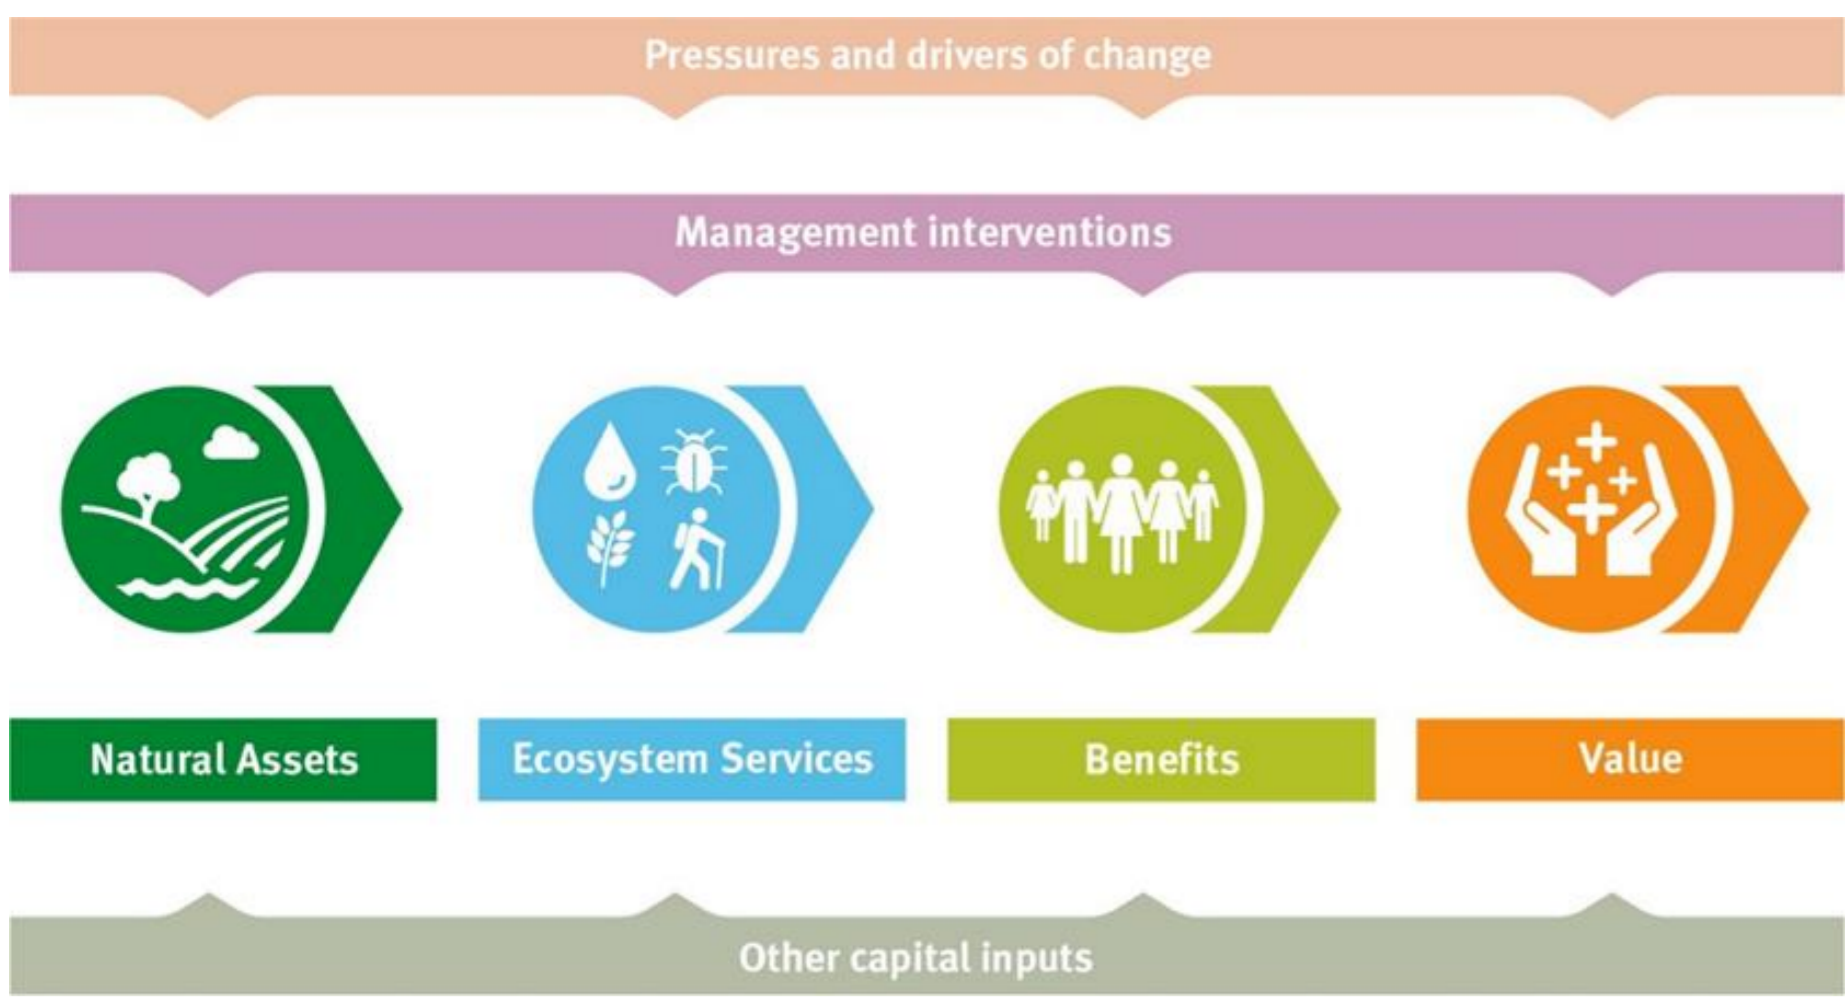 Pressures and drivers of change
Management interventions
Natural Assets
Ecosystem Services
Benefits
Value
Other capital inputs